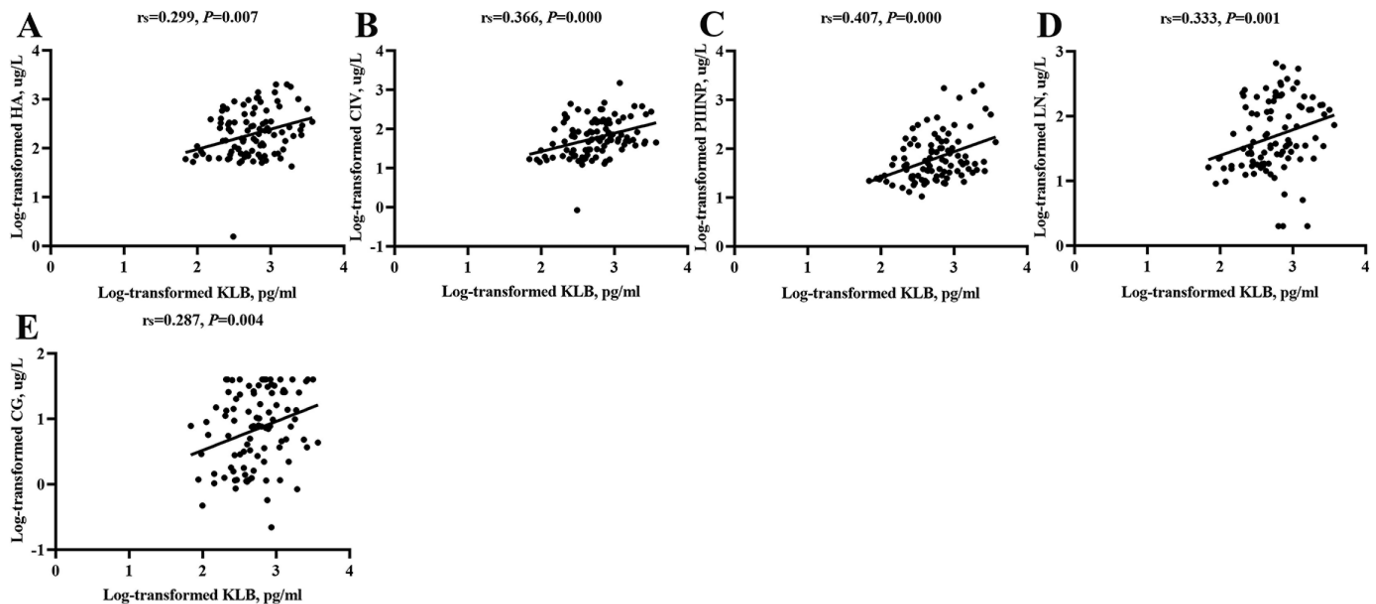 A
rs=0.299, P=0.007
Log-transformed HA, ug/L
4
3
2
1
0
0 1 2 3 4
Log-transformed KLB, pg/ml
B
rs=0.366, P=0.000
Log-transformed CIV, ug/L
4
3
2
1
0
-1
0 1 2 3 4
Log-transformed KLB, pg/ml
C
rs=0.407, P=0.000
Log-transformed PIIINP, ug/L
4
3
2
1
0
0 1 2 3 4
Log-transformed KLB, pg/ml
D
rs=0.333, P=0.001
Log-transformed LN, ug/L
3
2
1
0
0 1 2 3 4
Log-transformed KLB, pg/ml
E
rs=0.287, P=0.004
Log-transformed CG, ug/L
2
1
0
-1
0 1 2 3 4
Log-transformed KLB, pg/ml